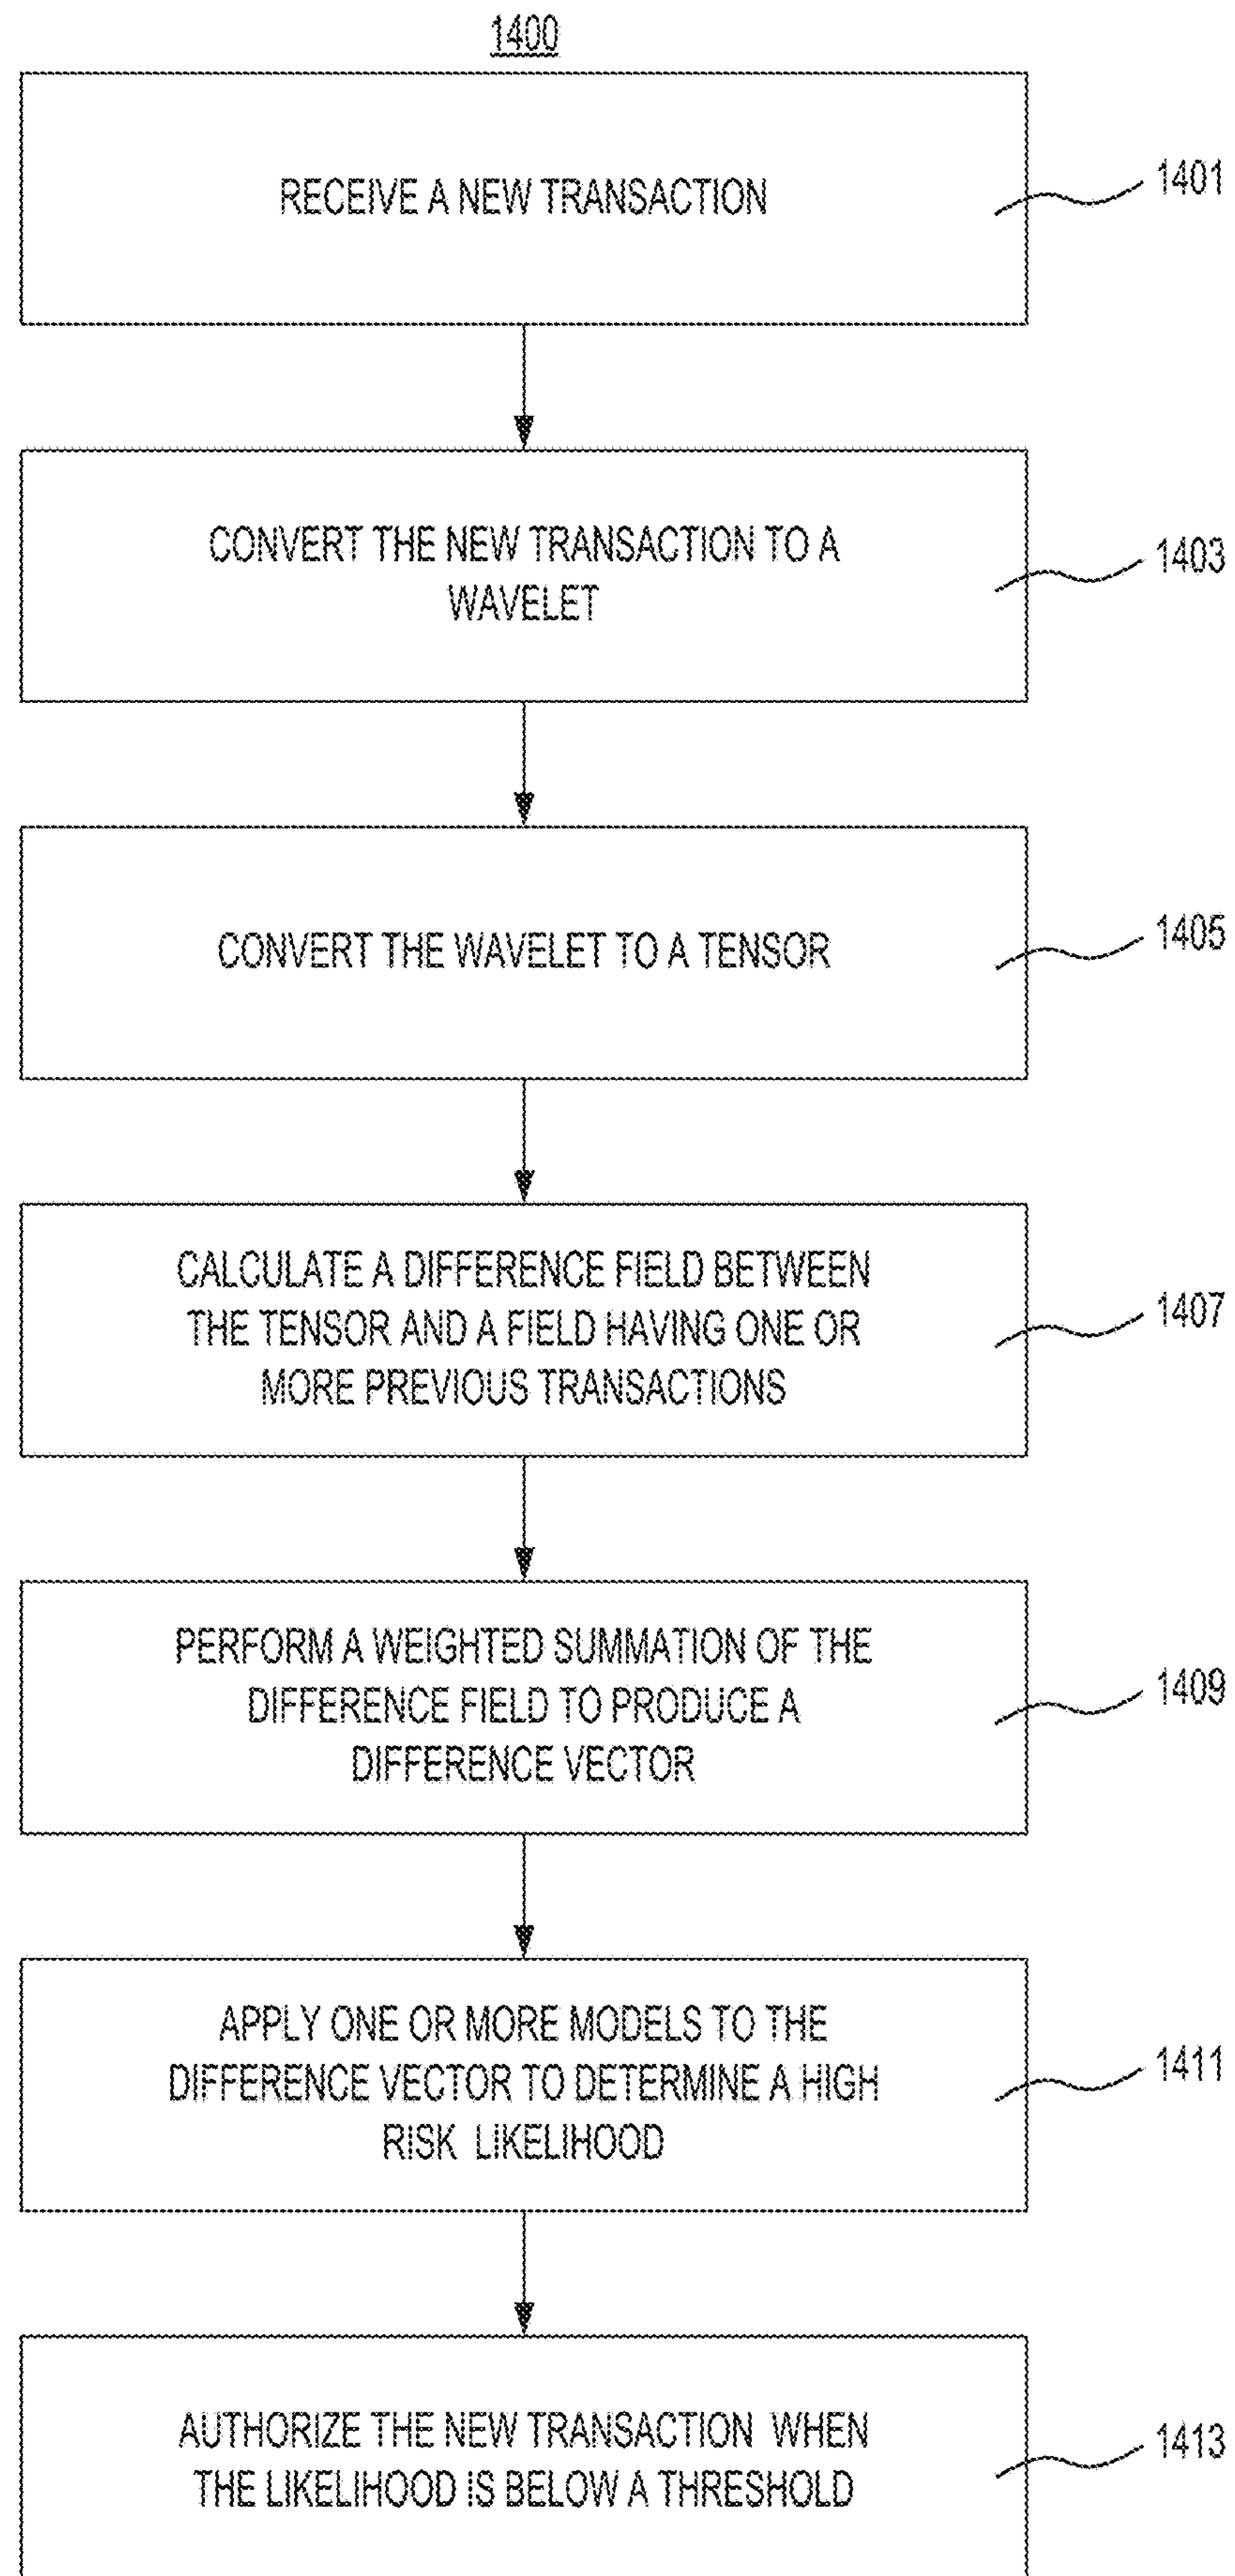 1400
RECEIVE A NEW TRANSACTION
1401
CONVERT THE NEW TRANSACTION TO A
WAVELET
1403
CONVERT THE WAVELET TO A TENSOR
1405
CALCULATE A DIFFERENCE FIELD BETWEEN
THE TENSOR AND A FIELD HAVING ONE OR
MORE PREVIOUS TRANSACTIONS
1407
PERFORM A WEIGHTED SUMMATION OF THE
DIFFERENCE FIELD TO PRODUCE A
DIFFERENCE VECTOR
1409
APPLY ONE OR MORE MODELS TO THE
DIFFERENCE VECTOR TO DETERMINE A HIGH
RISK LIKELIHOOD
1411
AUTHORIZE THE NEW TRANSACTION WHEN
THE LIKELIHOOD IS BELOW A THRESHOLD
1413